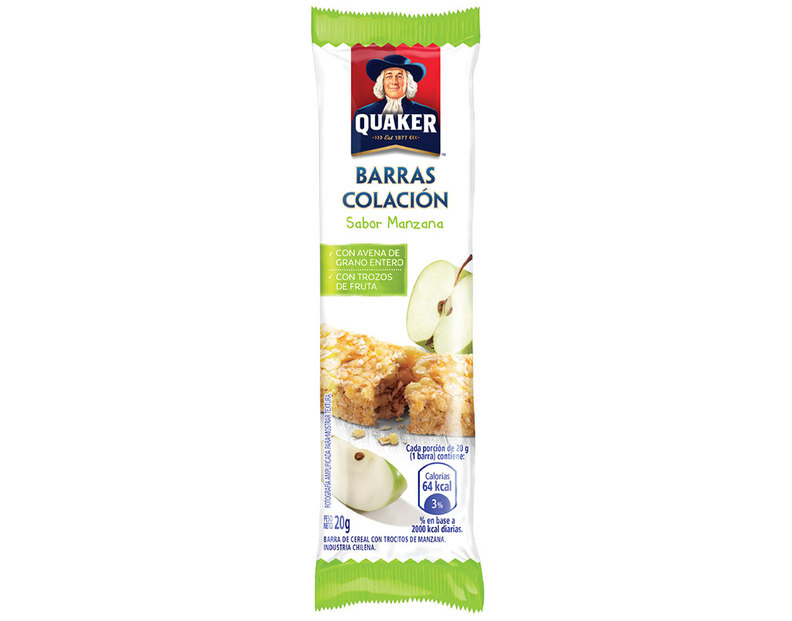 QUAKER
Est 1877
TM
BARRAS
COLACIÓN
Sabor Manzana
✓ CON AVENA DE
GRANO ENTERO
✓ CON TROZOS
DE FRUTA
FOTOGRAFÍA AMPLIFICADA PARA MOSTRAR TEXTURA.
Cada porción de 20 g
(1 barra) contiene:
Calorías
64 kcal
3%
% en base a
2000 kcal diarias.
PESO
NETO 20g
BARRA DE CEREAL CON TROCITOS DE MANZANA.
INDUSTRIA CHILENA.